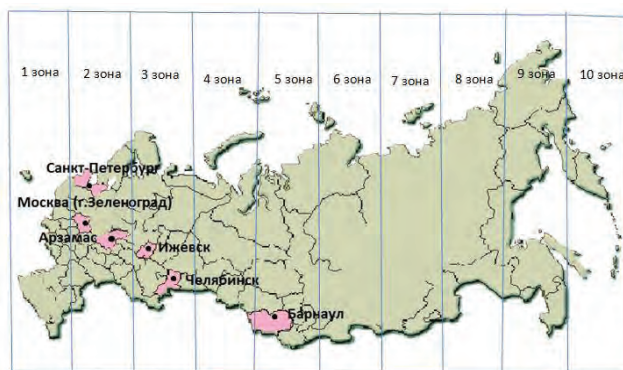 1 зона 2 зона 3 зона 4 зона 5 зона 6 зона 7 зона 8 зона 9 зона 10 зона
Санкт-Петербург
Москва (г.Зеленоград)
Арзамас
Ижевск
Челябинск
Барнаул